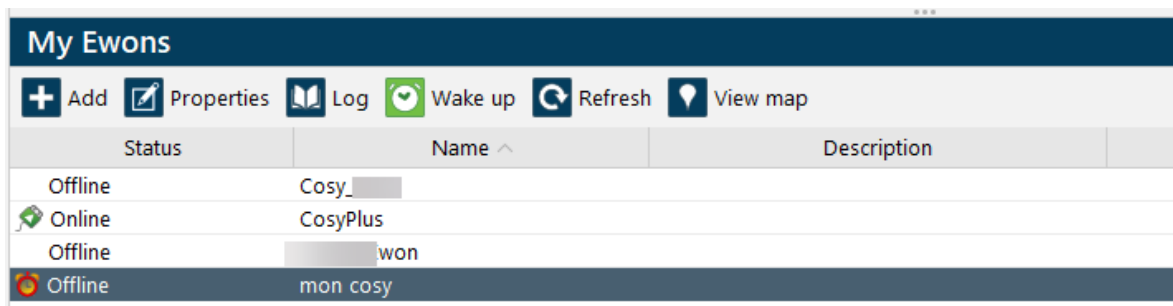 My Ewons
Add Properties Log Wake up Refresh View map
Status Name Description
Offline Cosy_
Online CosyPlus
Offline
Offline mon cosy